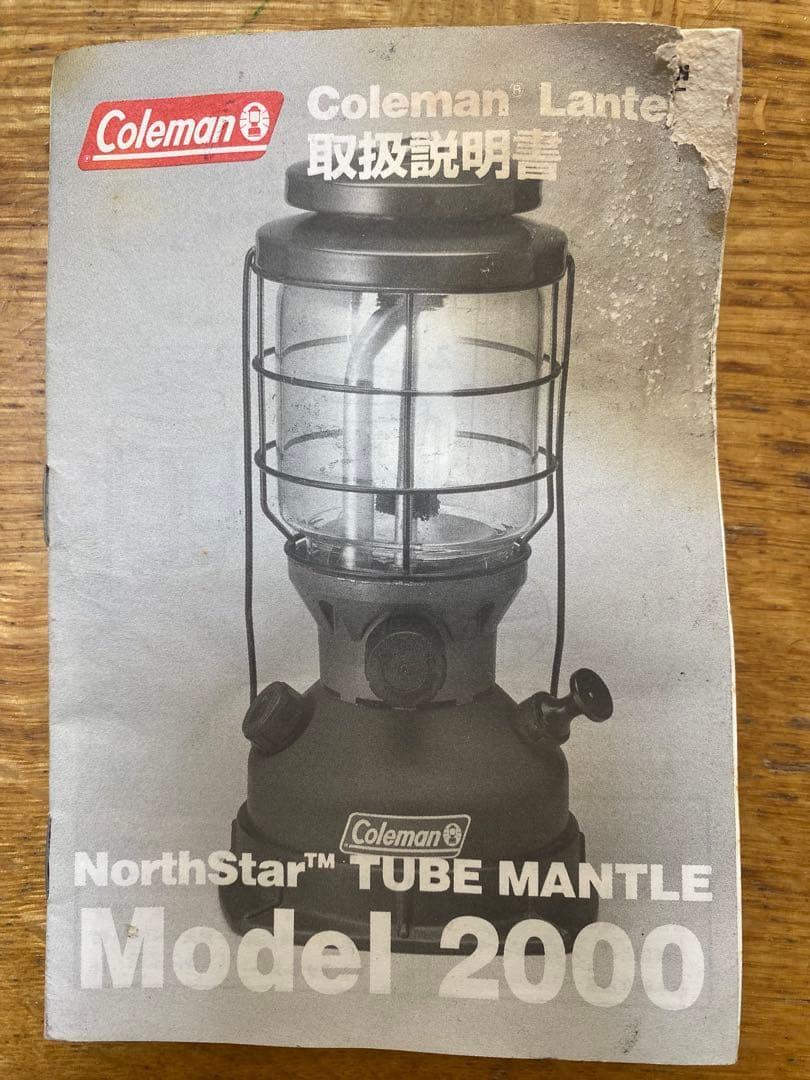 Coleman
Coleman® Lante
取扱説明書
Coleman
NorthStar™ TUBE MANTLE
Model 2000